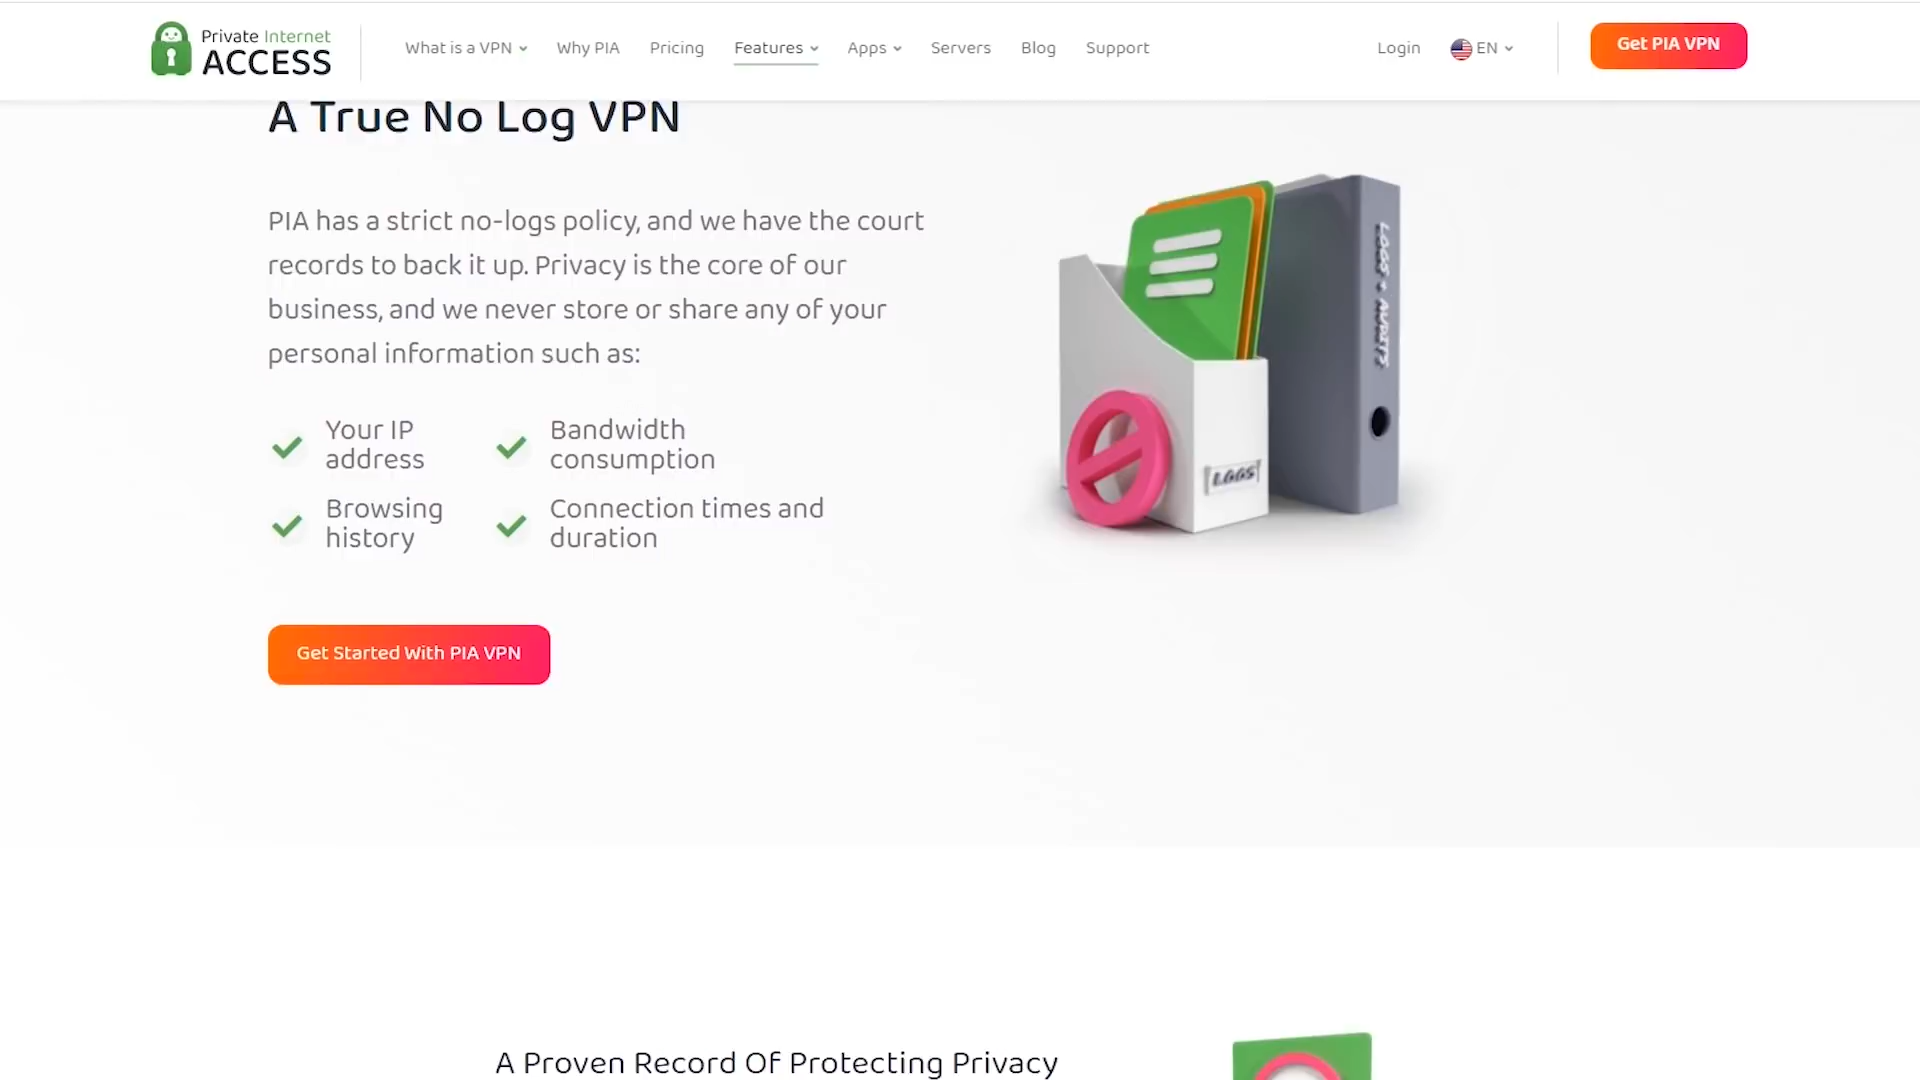 Private Internet
ACCESS
What is a VPN
Why PIA
Pricing
Features
Apps
Servers
Blog
Support
Login
EN
Get PIA VPN
A True No Log VPN
PIA has a strict no-logs policy, and we have the court
records to back it up. Privacy is the core of our
business, and we never store or share any of your
personal information such as:
Your IP
address
Bandwidth
consumption
Browsing
history
Connection times and
duration
Get Started With PIA VPN
LOGS + AUDITS
LOGS
A Proven Record Of Protecting Privacy